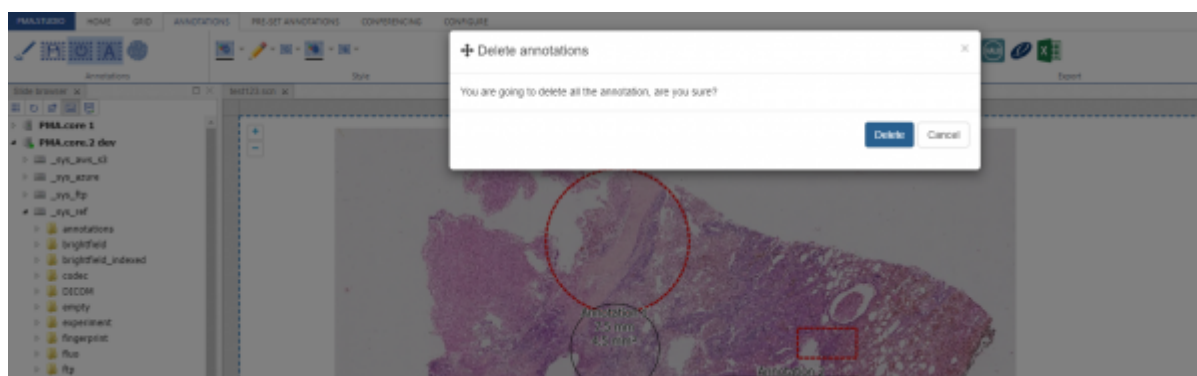 PMA.STUDIO HOME GRID ANNOTATIONS PRE-SET ANNOTATIONS CONFERENCING CONFIGURE
Delete annotations
You are going to delete all the annotation, are you sure?
Delete Cancel
Annotations Style Export
Slide browser test123.scn
PMA.core 1
PMA.core.2 dev
_sys_aws_s3
_sys_azure
_sys_ftp
_sys_ref
annotations
brightfield
brightfield_indexed
codec
DICOM
empty
experiment
fingerprint
fluo
ftp